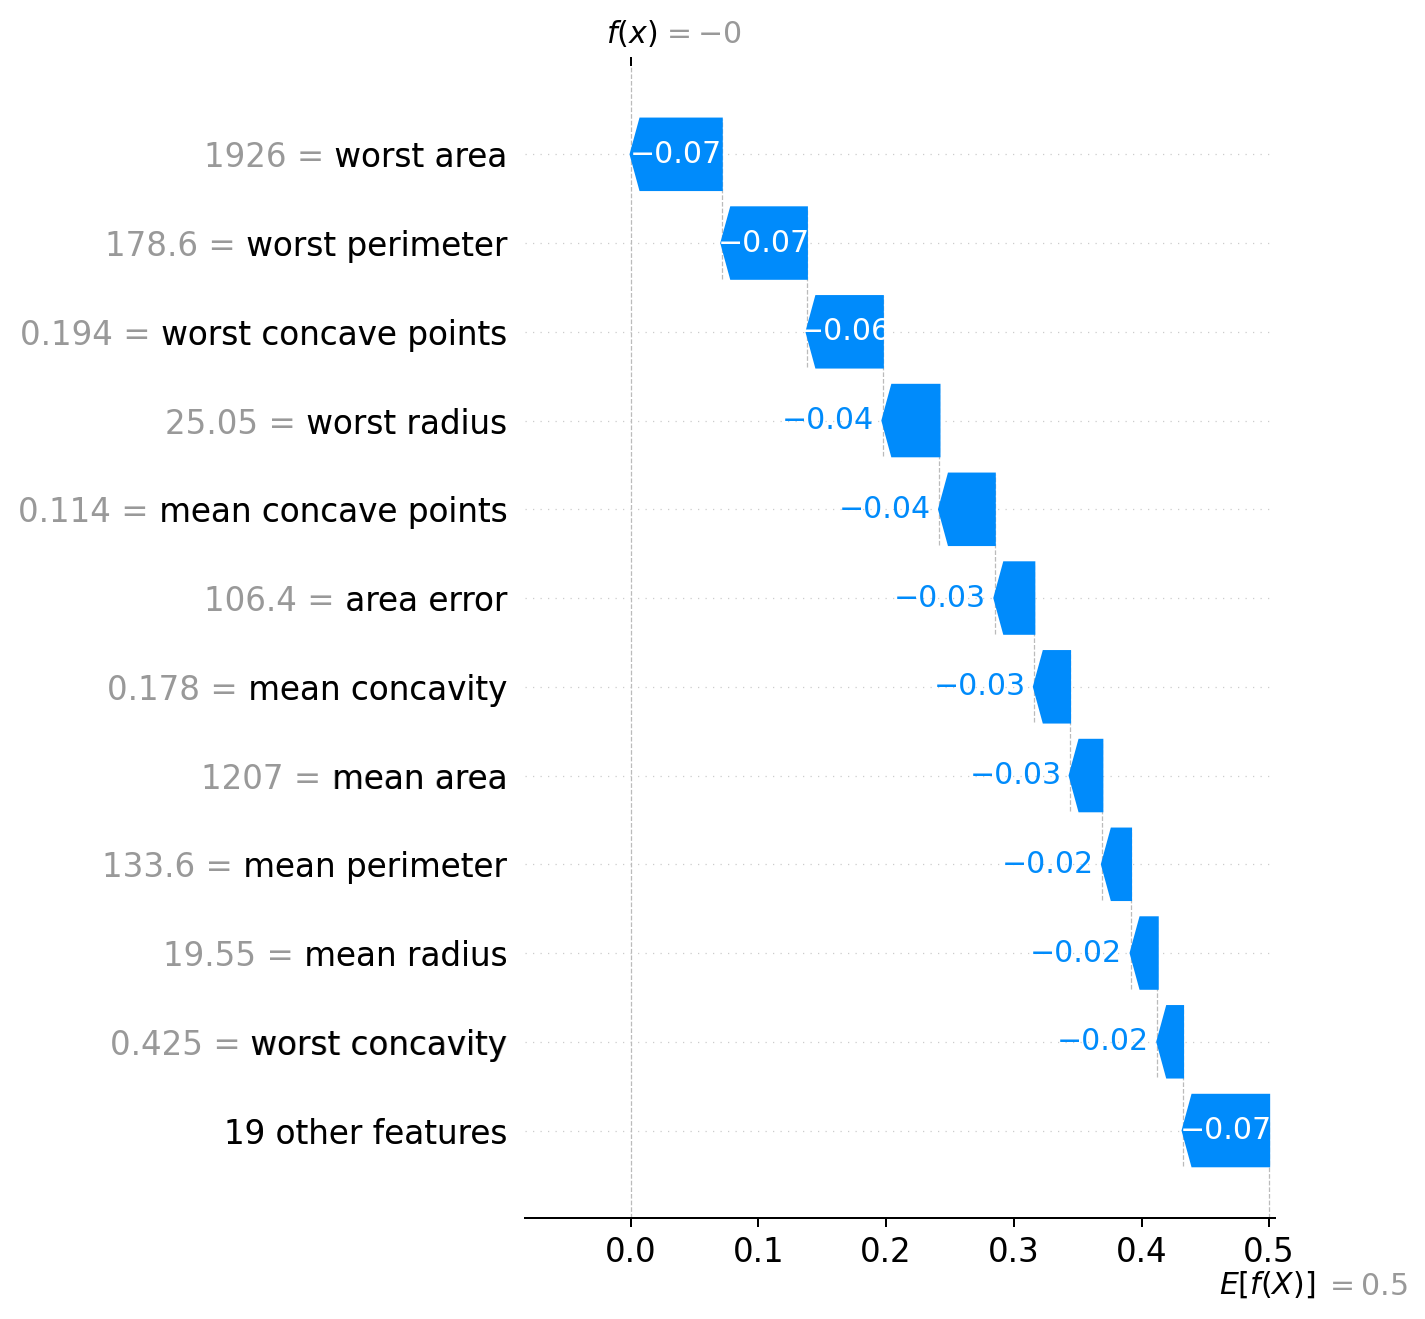 f(x) = −0
1926 = worst area
−0.07
178.6 = worst perimeter
−0.07
0.194 = worst concave points
−0.06
25.05 = worst radius
−0.04
0.114 = mean concave points
−0.04
106.4 = area error
−0.03
0.178 = mean concavity
−0.03
1207 = mean area
−0.03
133.6 = mean perimeter
−0.02
19.55 = mean radius
−0.02
0.425 = worst concavity
−0.02
19 other features
−0.07
0.0 0.1 0.2 0.3 0.4 0.5
E[f(X)] = 0.5